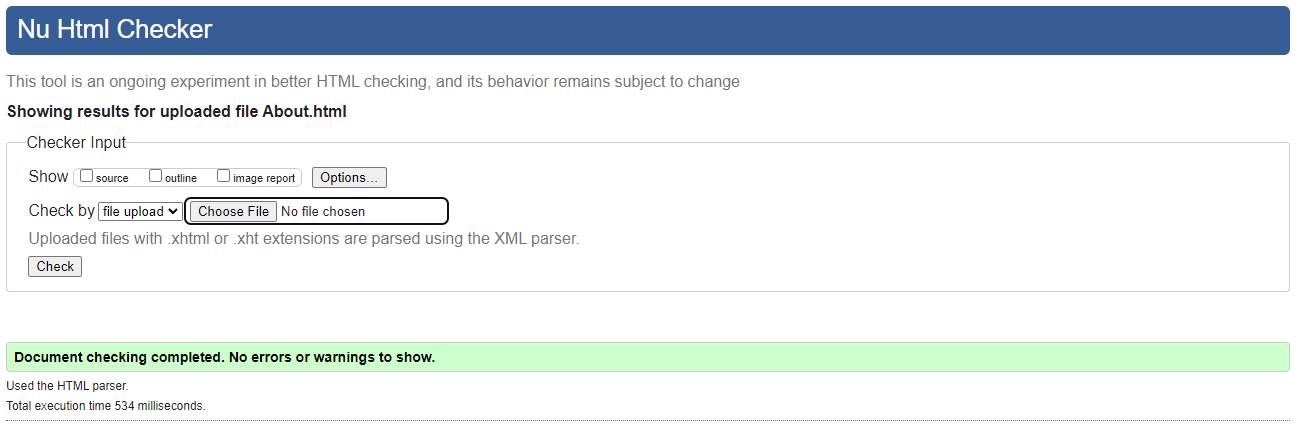 Nu Html Checker
This tool is an ongoing experiment in better HTML checking, and its behavior remains subject to change
Showing results for uploaded file About.html
Checker Input
Show source outline image report Options...
Check by file upload Choose File No file chosen
Uploaded files with .xhtml or .xht extensions are parsed using the XML parser.
Check
Document checking completed. No errors or warnings to show.
Used the HTML parser.
Total execution time 534 milliseconds.